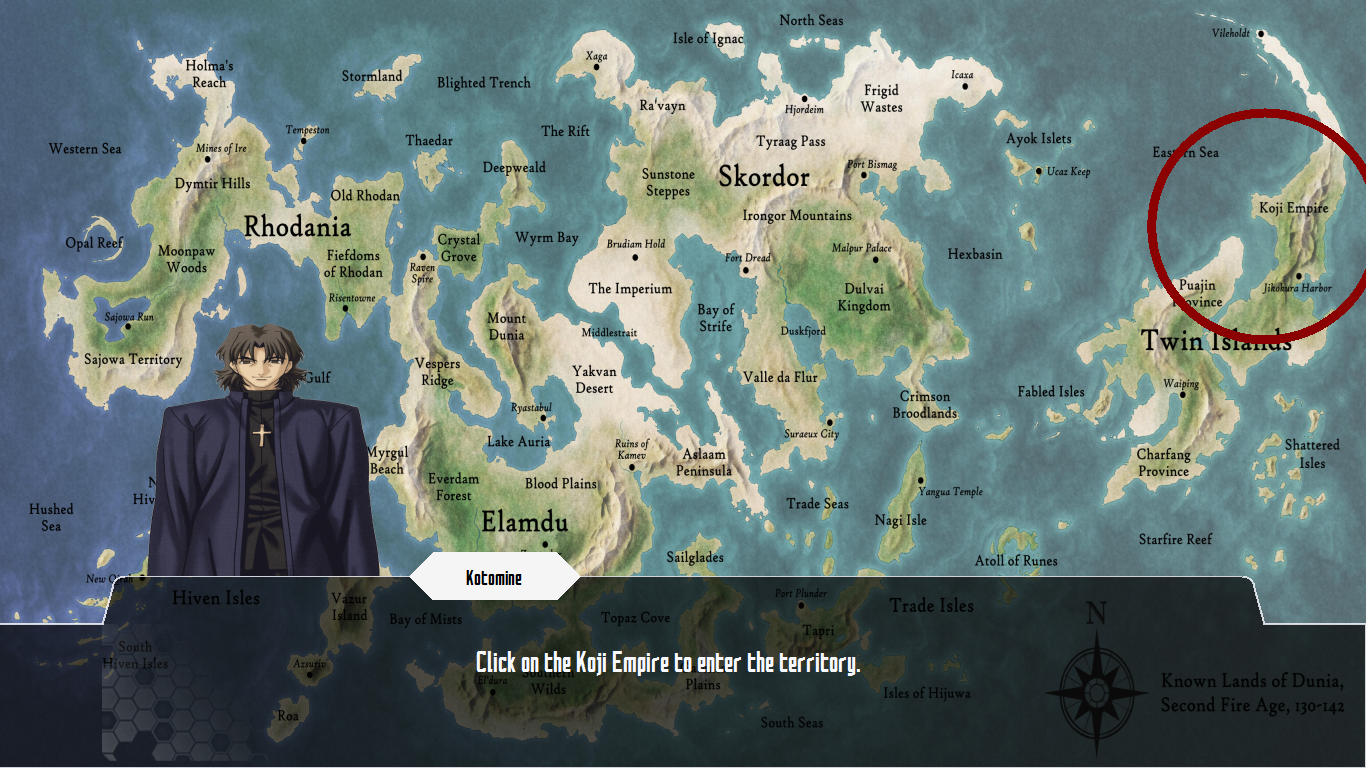 North Seas
Isle of Ignac
Vileholdt
Xaga
Holma's
Reach
Stormland
Blighted Trench
Icaxa
Frigid
Wastes
Ra'vayn
Hjordeim
Tempeston
The Rift
Thaedar
Tyraag Pass
Ayok Islets
Western Sea
Mines of Ire
Eastern Sea
Deepweald
Port Bismag
Ucaz Keep
Sunstone
Steppes
Skordor
Dymtir Hills
Old Rhodan
Koji Empire
Irongor Mountains
Rhodania
Opal Reef
Crystal
Grove
Wyrm Bay
Brudiam Hold
Malpur Palace
Hexbasin
Moonpaw
Woods
Fiefdoms
of Rhodan
Raven
Spire
Fort Dread
The Imperium
Dulvai
Kingdom
Puajin
ovince
Jikokura Harbor
Risentowne
Sajowa Run
Mount
Dunia
Bay of
Strife
Middlestrait
Duskfjord
Twin Islands
Sajowa Territory
Gulf
Vespers
Ridge
Yakvan
Desert
Valle da Flur
Waiping
Fabled Isles
Crimson
Broodlands
Ryastabul
Lake Auria
Suraeux City
Ruins of
Kamev
Myrgul
Beach
Aslaam
Peninsula
Charfang
Province
Shattered
Isles
Everdam
Forest
Blood Plains
N
Hiv
Yangua Temple
Trade Seas
Hushed
Sea
Elamdu
Nagi Isle
Starfire Reef
Sailglades
Atoll of Runes
Kotomine
Hiven Isles
Vazur
Island
Bay of Mists
Topaz Cove
Port Plunder
Trade Isles
Tapri
N
South
Hiven Isles
Azsuriv
Click on the Koji Empire to enter the territory.
El'dura
Southern
Wilds
Plains
Isles of Hijuwa
Known Lands of Dunia,
Second Fire Age, 130-142
Roa
South Seas